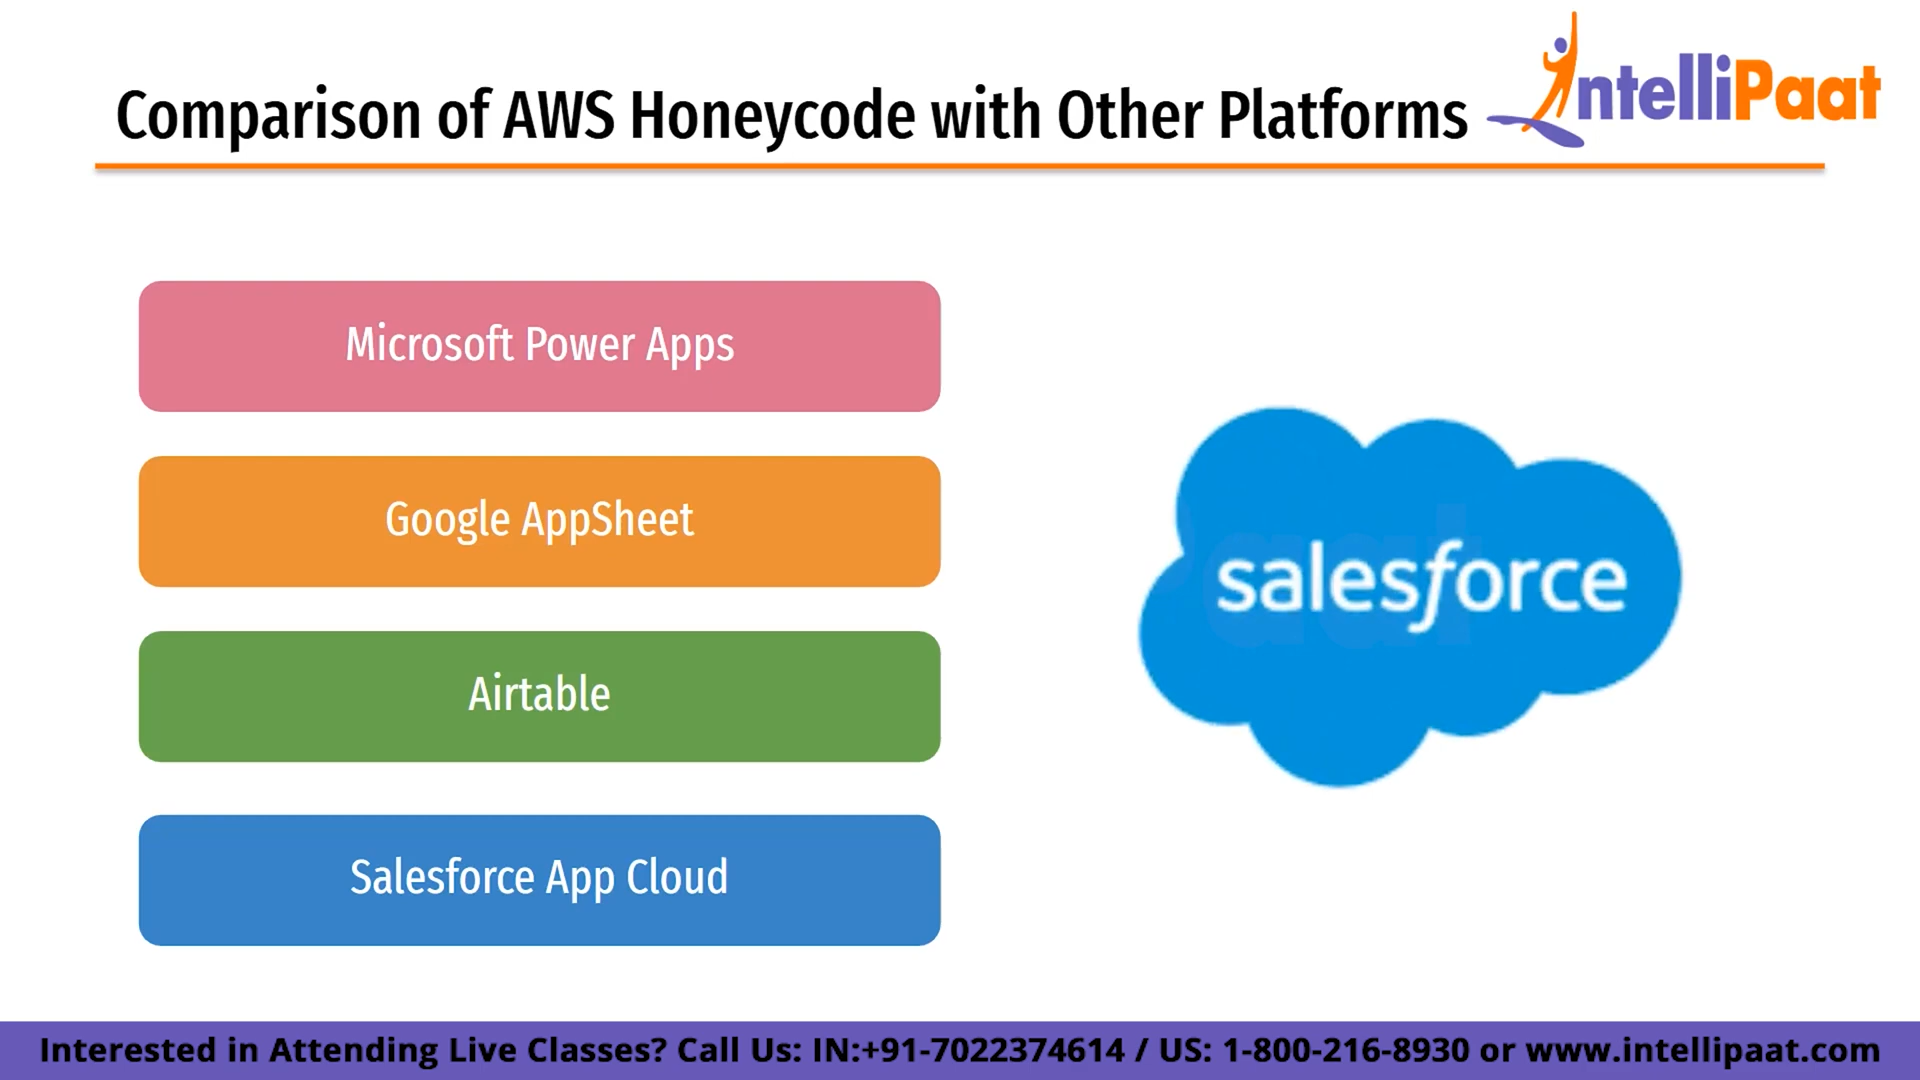 Comparison of AWS Honeycode with Other Platforms
IntelliPaat
Microsoft Power Apps
Google AppSheet
Airtable
Salesforce App Cloud
salesforce
Interested in Attending Live Classes? Call Us: IN:+91-7022374614 / US: 1-800-216-8930 or www.intellipaat.com